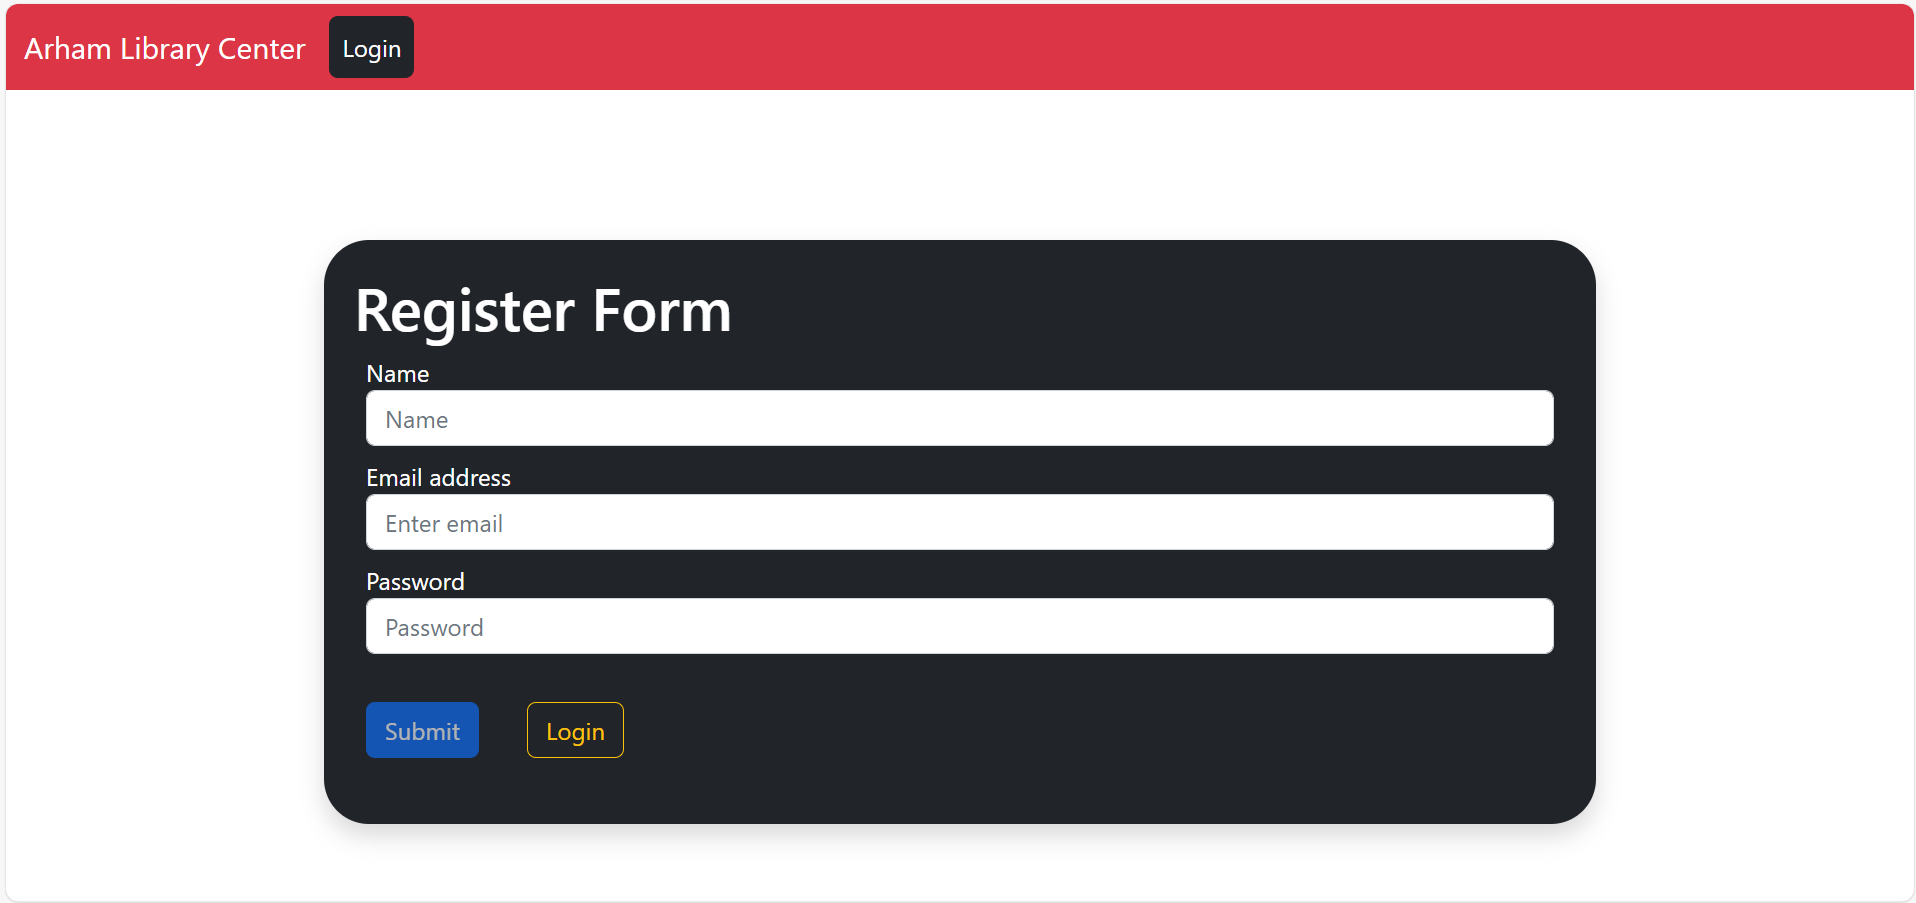 Arham Library Center Login
Register Form
Name
Name
Email address
Enter email
Password
Password
Submit Login